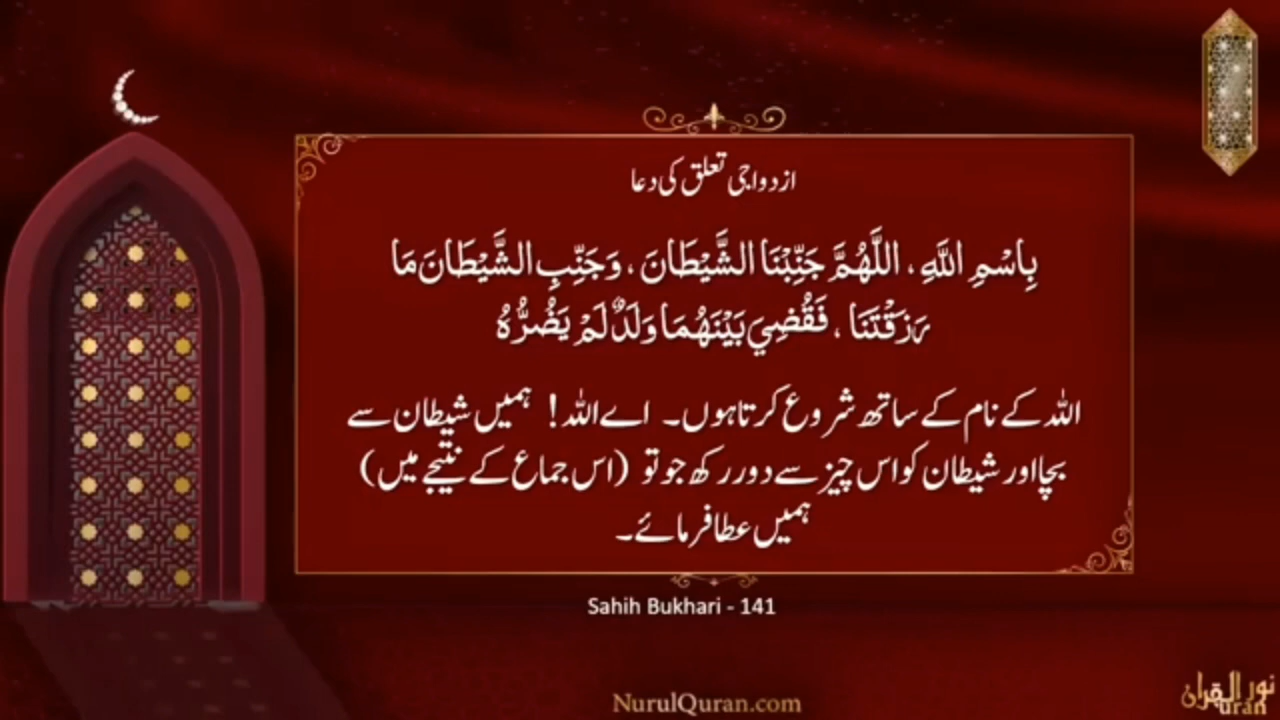 ازدواجی تعلق کی دعا
بِاسْمِ اللَّهِ ، اللَّهُمَّ جَنِّبْنَا الشَّيْطَانَ ، وَجَنِّبِ الشَّيْطَانَ مَا
رَزَقْتَنَا ، فَقُضِيَ بَيْنَهُمَا وَلَدٌ لَمْ يَضُرُّهُ
اللہ کے نام کے ساتھ شروع کرتا ہوں۔ اے اللہ! ہمیں شیطان سے
بچا اور شیطان کو اس چیز سے دور رکھ جو تو (اس جماع کے نتیجے میں)
ہمیں عطا فرمائے۔
Sahih Bukhari - 141
NurulQuran.com
نور القرآن
uran